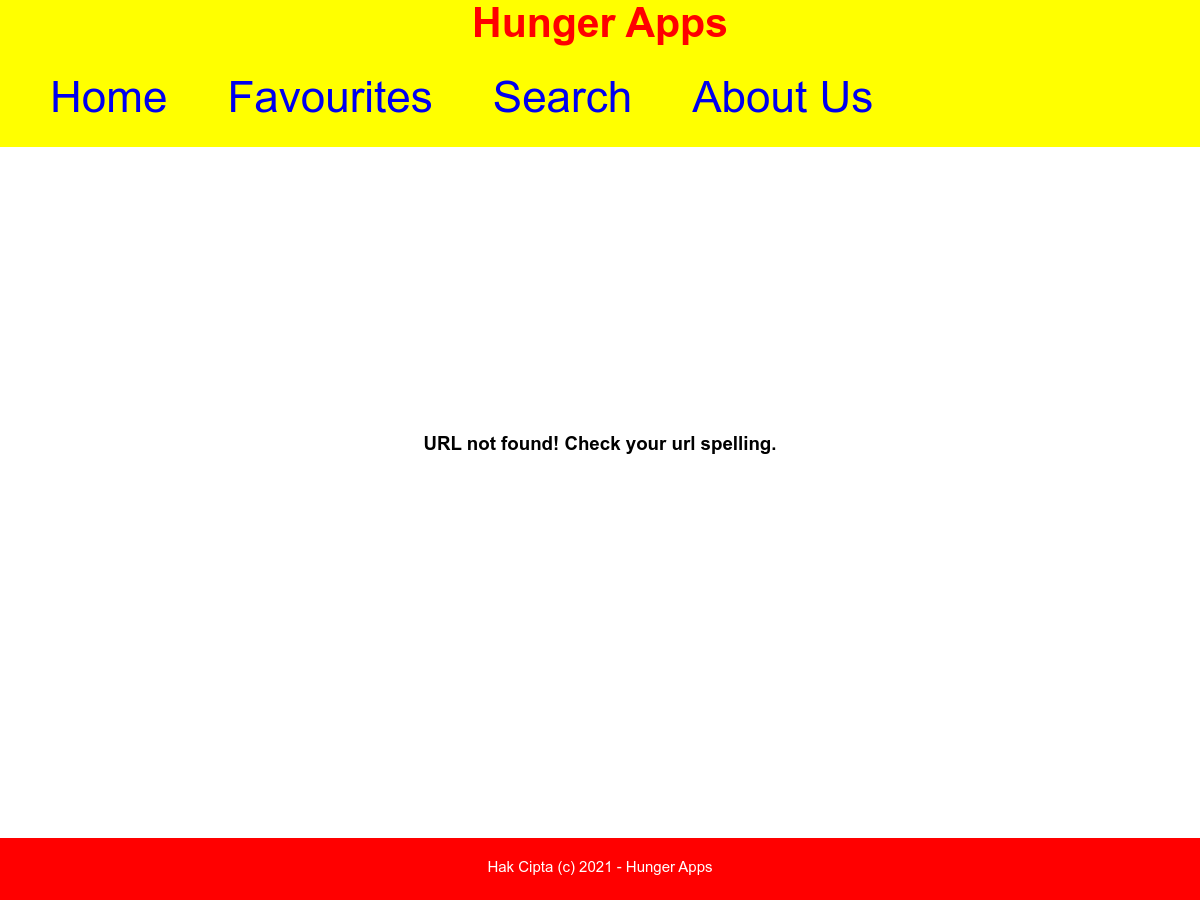 Hunger Apps
Home Favourites Search About Us
URL not found! Check your url spelling.
Hak Cipta (c) 2021 - Hunger Apps